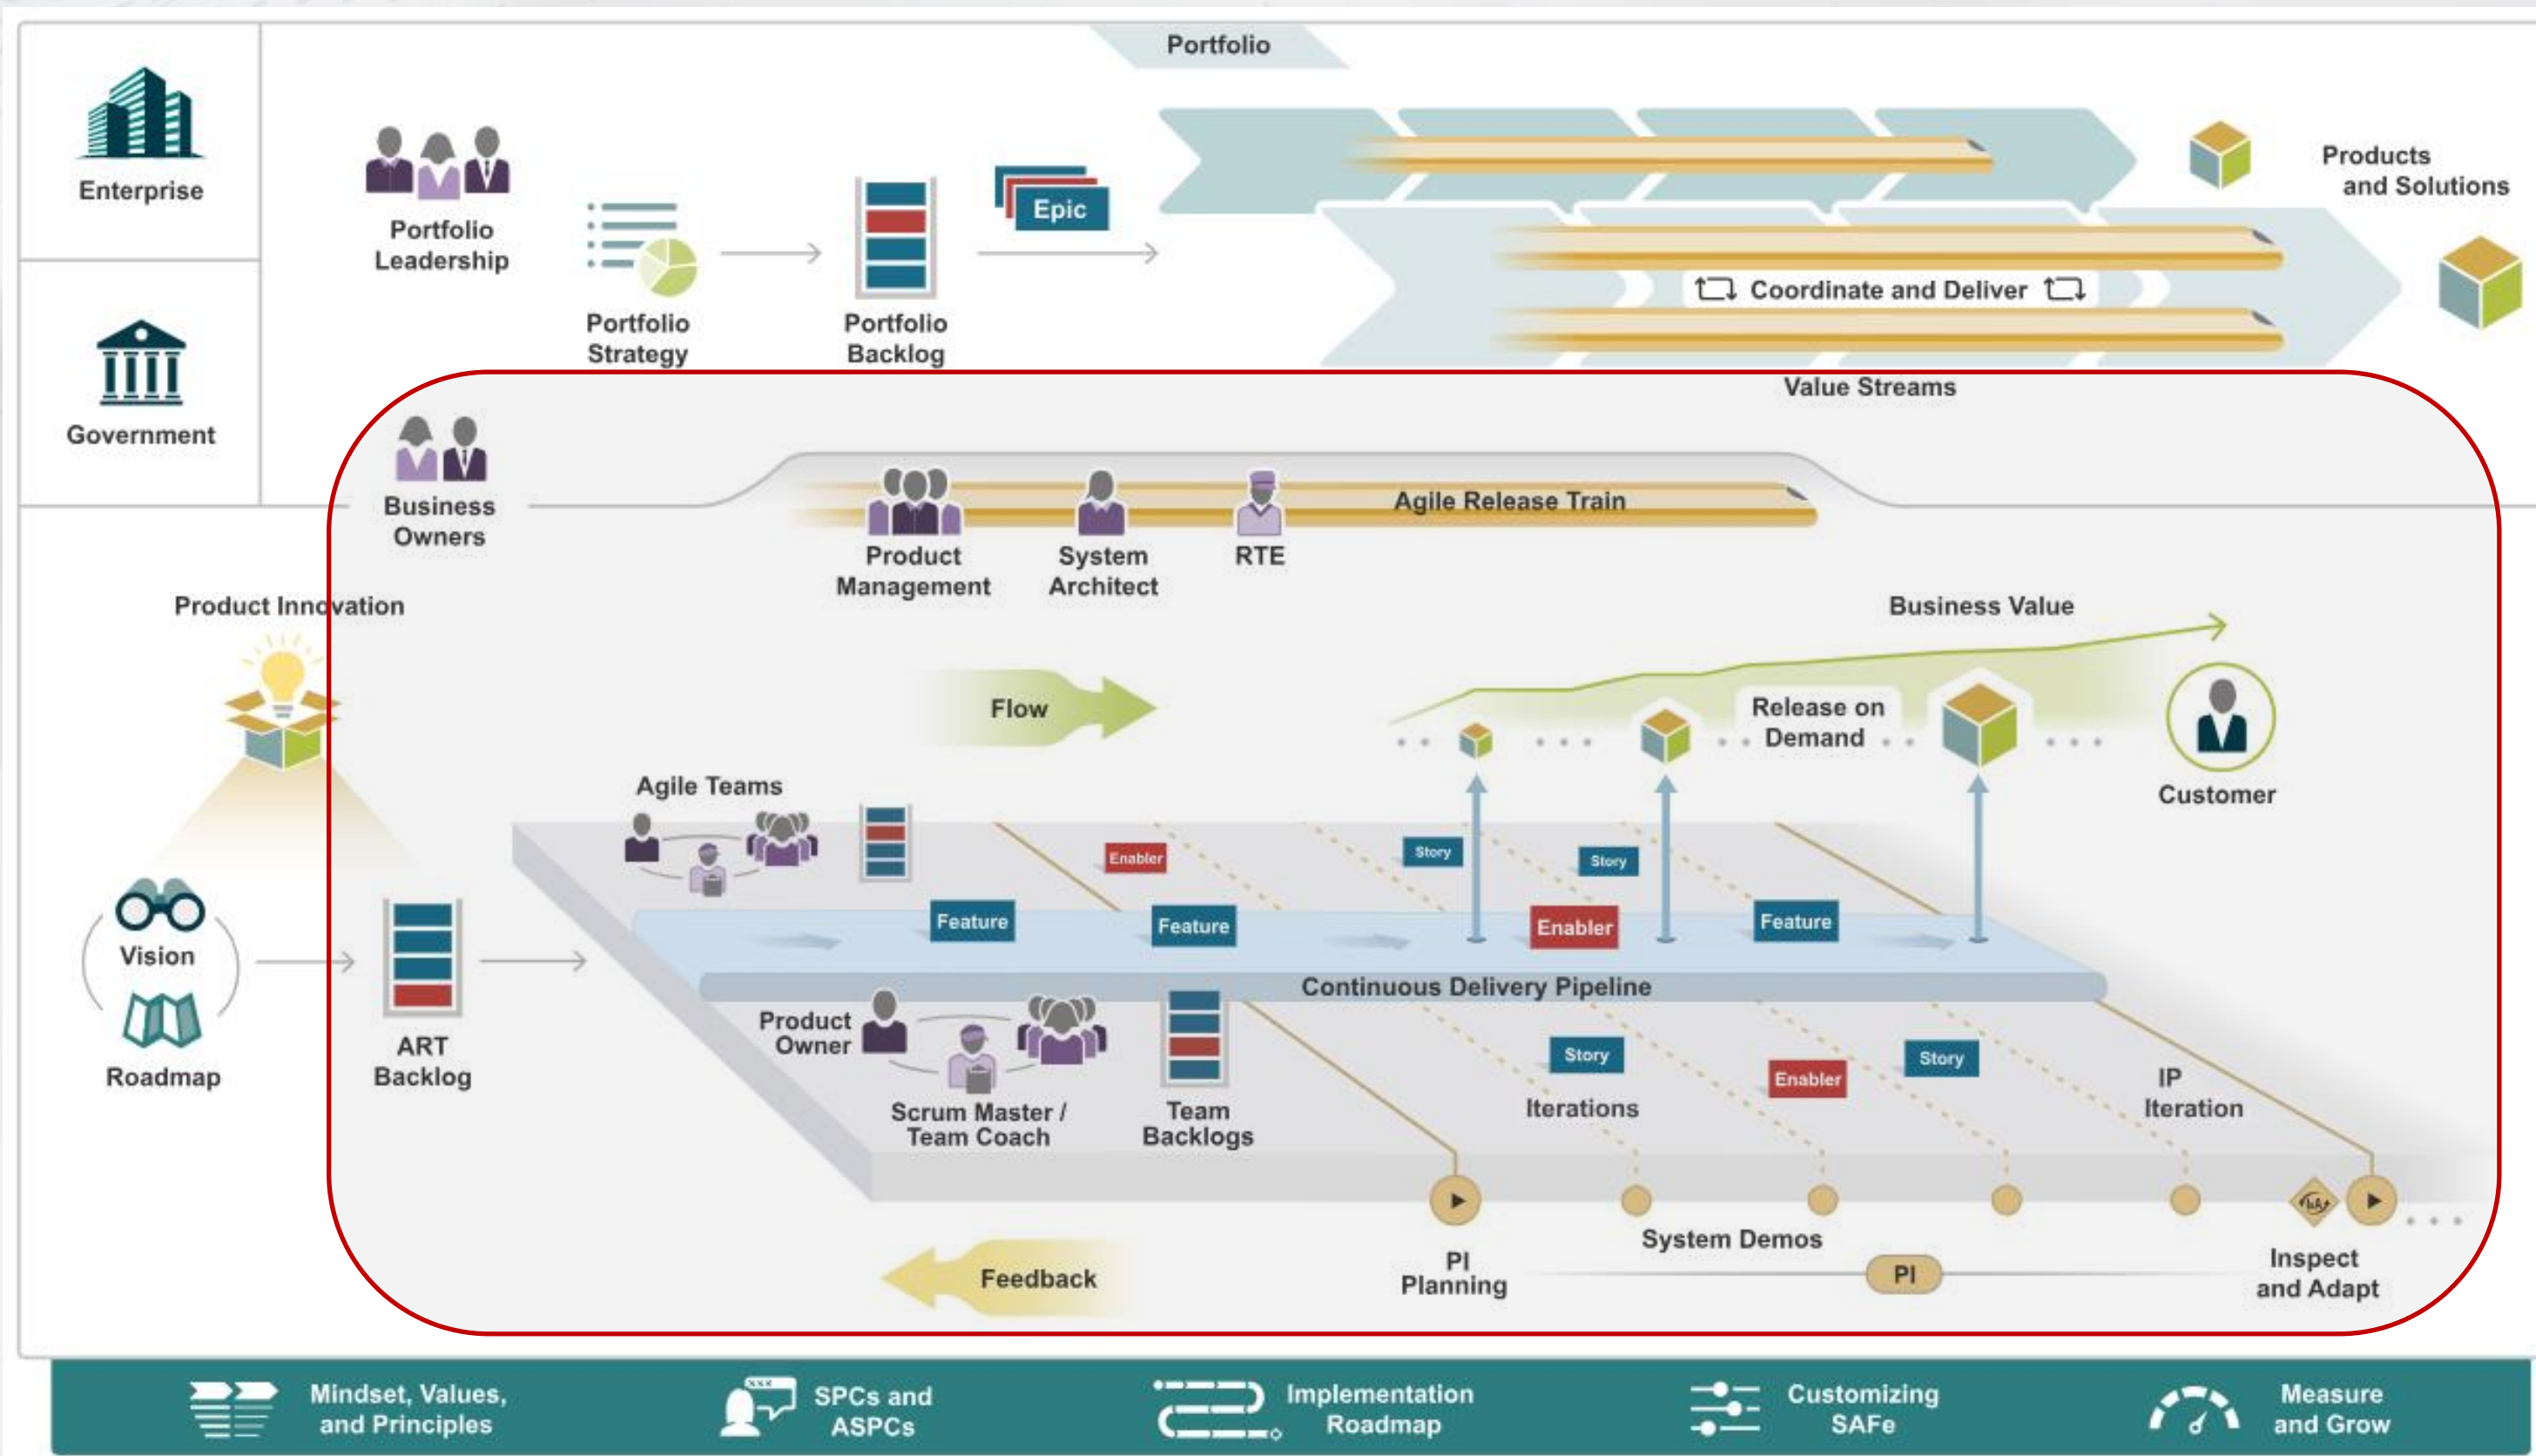 Portfolio
Enterprise
Portfolio
Leadership
Portfolio
Strategy
Portfolio
Backlog
Epic
Products
and Solutions
Coordinate and Deliver
Value Streams
Government
Business
Owners
Agile Release Train
Product
Management
System
Architect
RTE
Product Innovation
Business Value
Flow
Release on
Demand
Customer
Agile Teams
Enabler
Story
Story
Feature
Feature
Enabler
Feature
Vision
Roadmap
ART
Backlog
Continuous Delivery Pipeline
Product
Owner
Scrum Master /
Team Coach
Team
Backlogs
Story
Enabler
Story
Iterations
IP
Iteration
I&A
System Demos
PI
Planning
PI
Inspect
and Adapt
Feedback
Mindset, Values,
and Principles
XXX
SPCs and
ASPCs
Implementation
Roadmap
Customizing
SAFe
Measure
and Grow